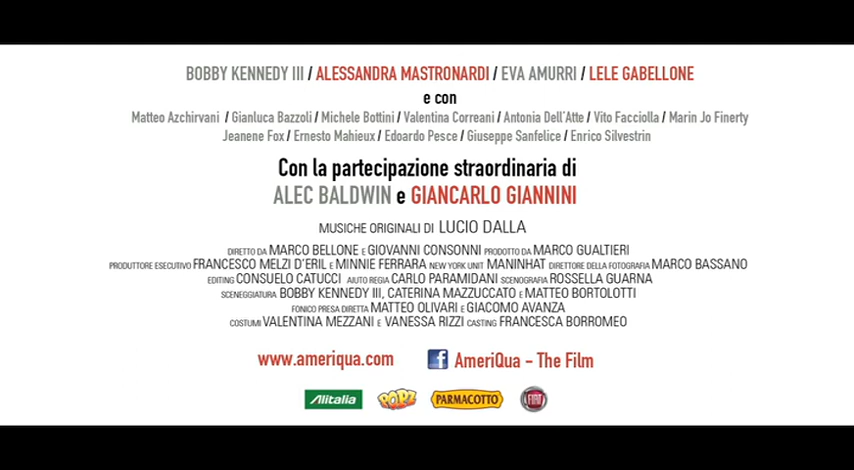 BOBBY KENNEDY III / ALESSANDRA MASTRONARDI / EVA AMURRI / LELE GABELLONE
e con
Matteo Azchirvani / Gianluca Bazzoli / Michele Bottini / Valentina Correani / Antonia Dell'Atte / Vito Facciolla / Marin Jo Finerty
Jeanene Fox / Ernesto Mahieux / Edoardo Pesce / Giuseppe Sanfelice / Enrico Silvestrin
Con la partecipazione straordinaria di
ALEC BALDWIN e GIANCARLO GIANNINI
MUSICHE ORIGINALI DI LUCIO DALLA
DIRETTO DA MARCO BELLONE E GIOVANNI CONSONNI PRODOTTO DA MARCO GUALTIERI
PRODUTTORE ESECUTIVO FRANCESCO MELZI D'ERIL E MINNIE FERRARA NEW YORK UNIT MANINHAT DIRETTORE DELLA FOTOGRAFIA MARCO BASSANO
EDITING CONSUELO CATUCCI AIUTO REGIA CARLO PARAMIDANI SCENOGRAFIA ROSSELLA GUARNA
SCENEGGIATURA BOBBY KENNEDY III, CATERINA MAZZUCCATO E MATTEO BORTOLOTTI
FONICO PRESA DIRETTA MATTEO OLIVARI E GIACOMO AVANZA
COSTUMI VALENTINA MEZZANI E VANESSA RIZZI CASTING FRANCESCA BORROMEO
www.ameriqua.com f AmeriQua - The Film
Alitalia POPZ PARMACOTTO FIAT